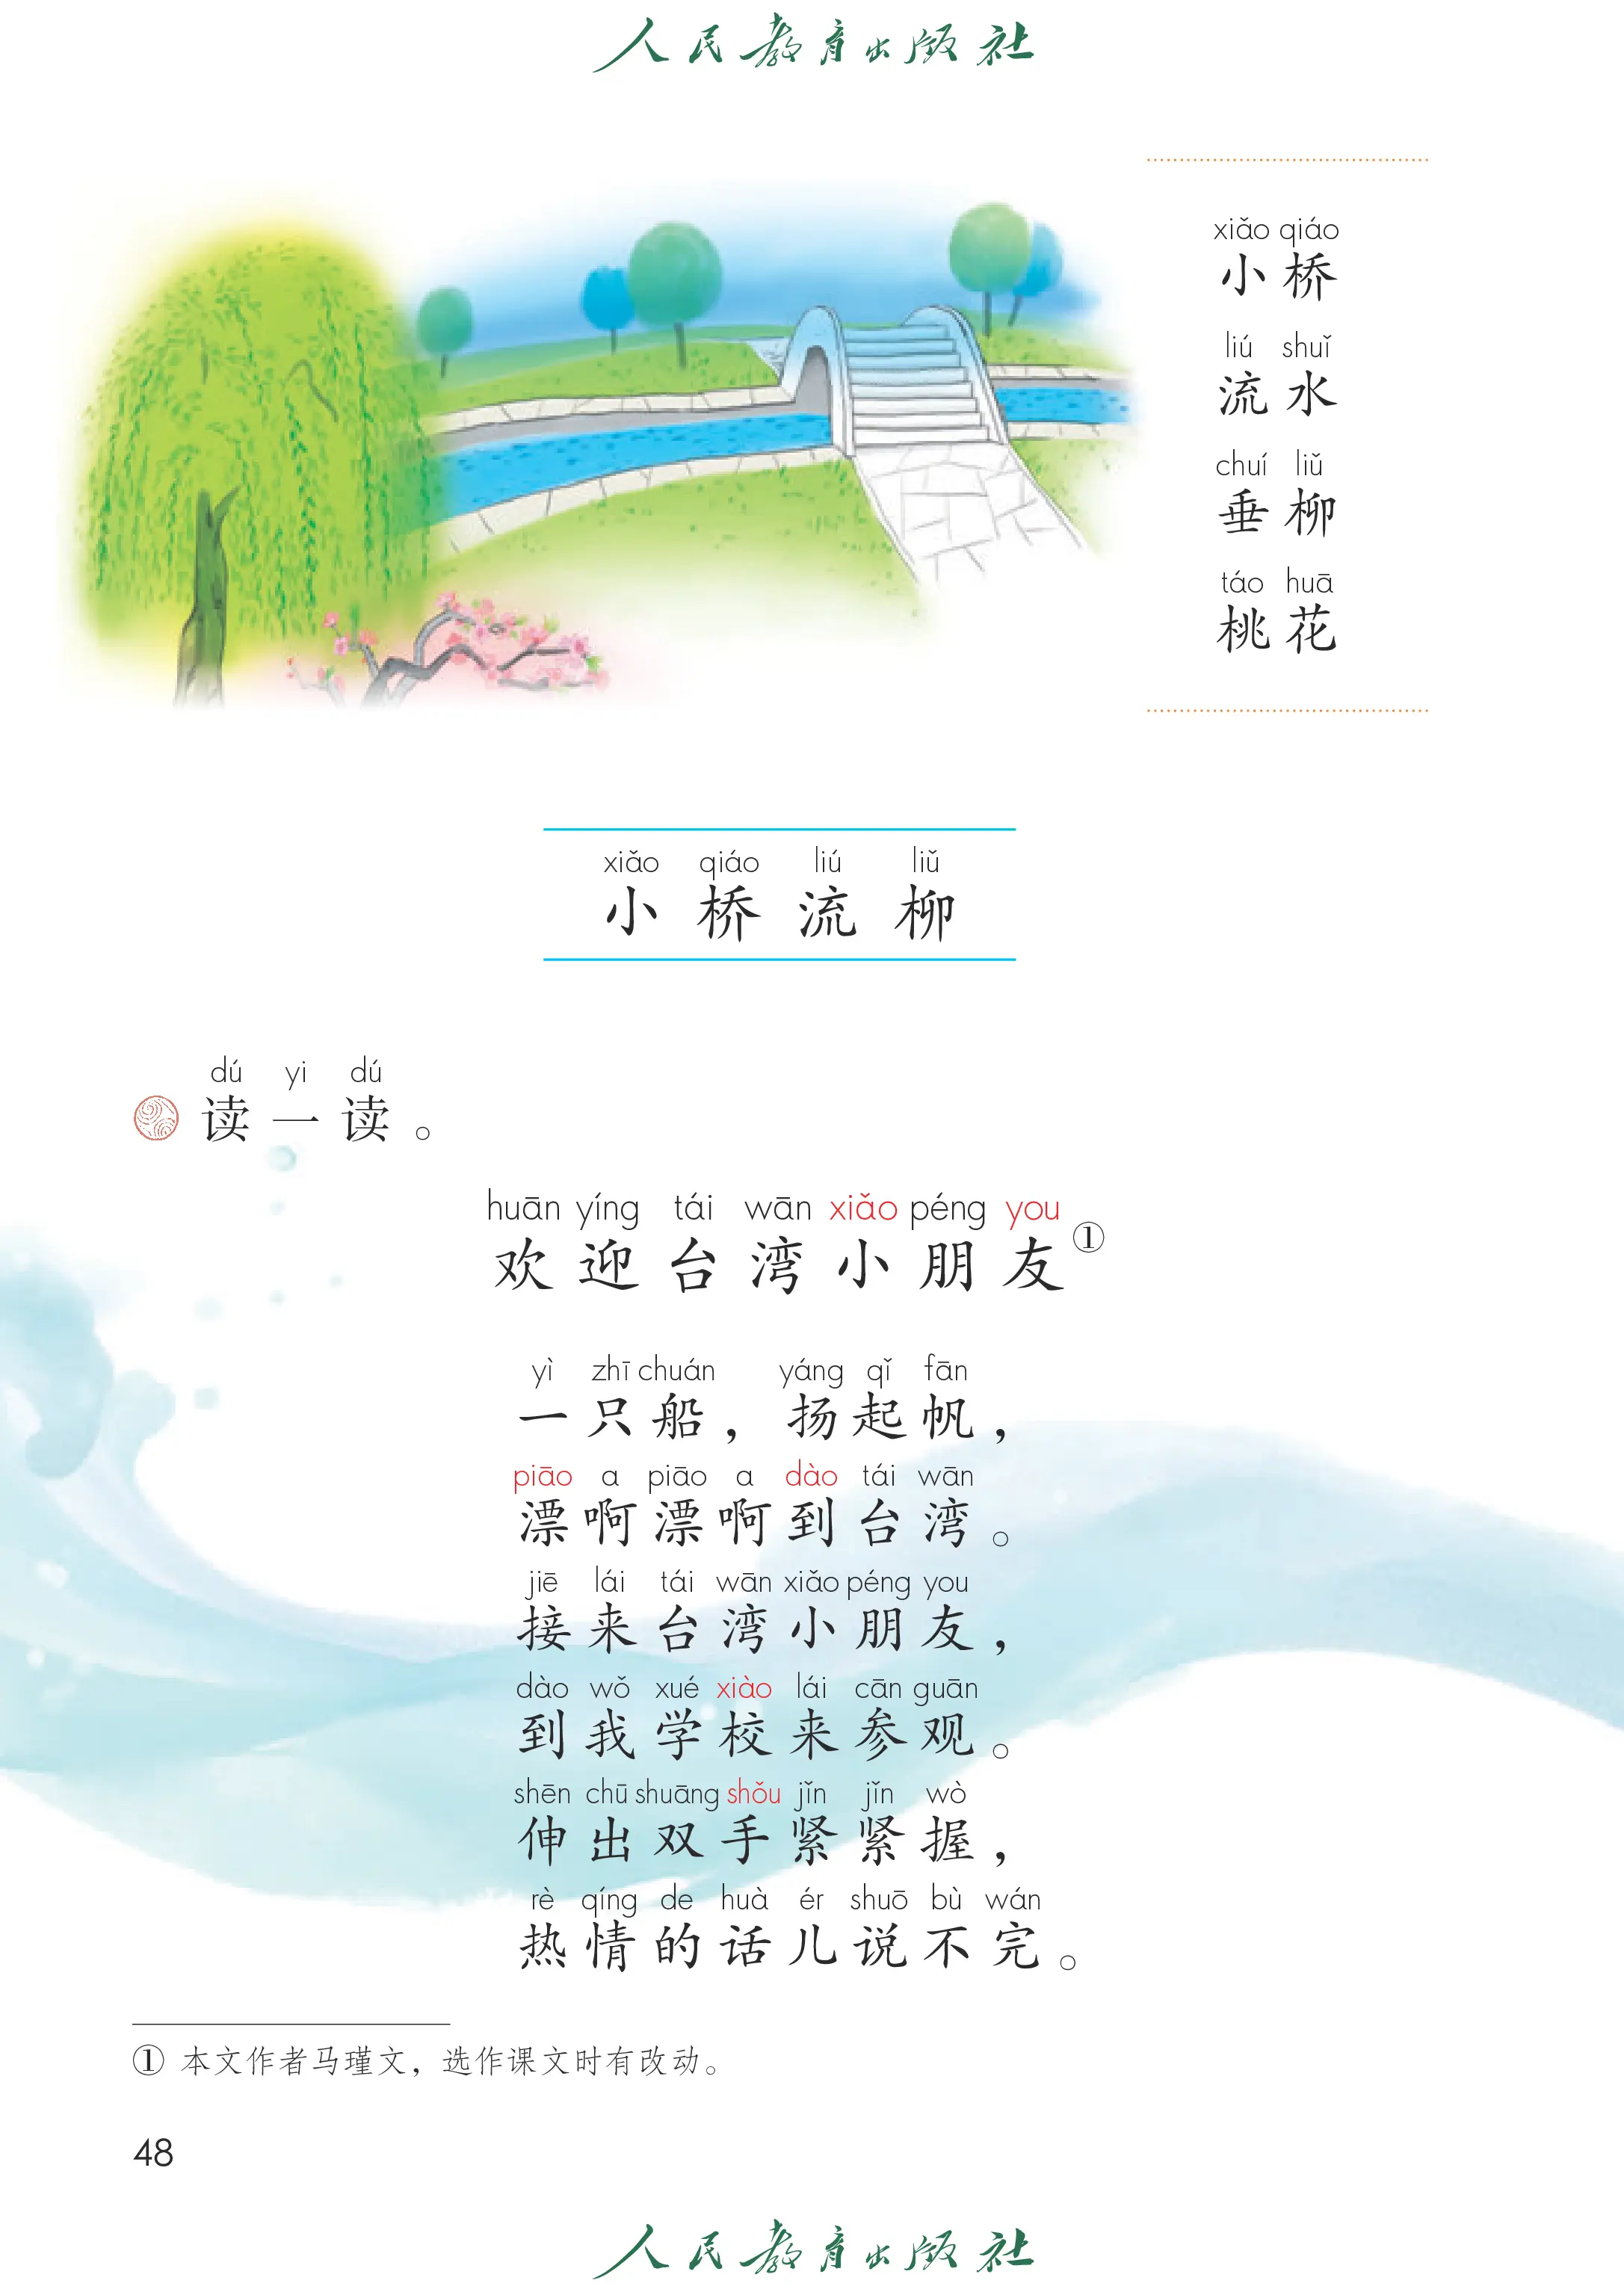 人民教育出版社
xiǎo qiáo
小桥
liú shuǐ
流水
chuí liǔ
垂柳
táo huā
桃花
xiǎo qiáo liú liǔ
小 桥 流 柳
dú yi dú
读 一 读 。
huān yíng tái wān xiǎo péng you
欢 迎 台 湾 小 朋 友①
yì zhī chuán yáng qǐ fān
一 只 船 ， 扬 起 帆 ，
piāo a piāo a dào tái wān
漂 啊 漂 啊 到 台 湾 。
jiē lái tái wān xiǎo péng you
接 来 台 湾 小 朋 友 ，
dào wǒ xué xiào lái cān guān
到 我 学 校 来 参 观 。
shēn chū shuāng shǒu jǐn jǐn wò
伸 出 双 手 紧 紧 握 ，
rè qíng de huà ér shuō bù wán
热 情 的 话 儿 说 不 完 。
① 本文作者马瑾文，选作课文时有改动。
48
人民教育出版社